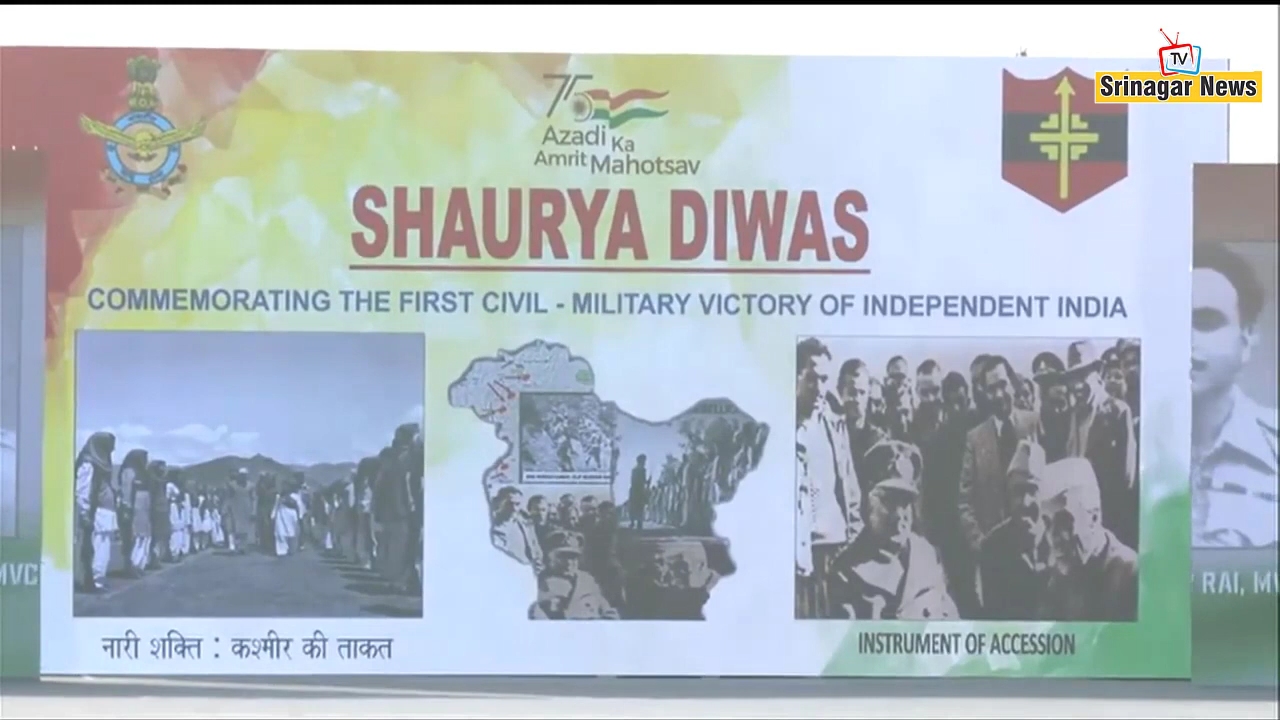 TV
Srinagar News
75
Azadi Ka
Amrit Mahotsav
SHAURYA DIWAS
COMMEMORATING THE FIRST CIVIL - MILITARY VICTORY OF INDEPENDENT INDIA
नारी शक्ति : कश्मीर की ताकत
INSTRUMENT OF ACCESSION
MVC
RAI, MV